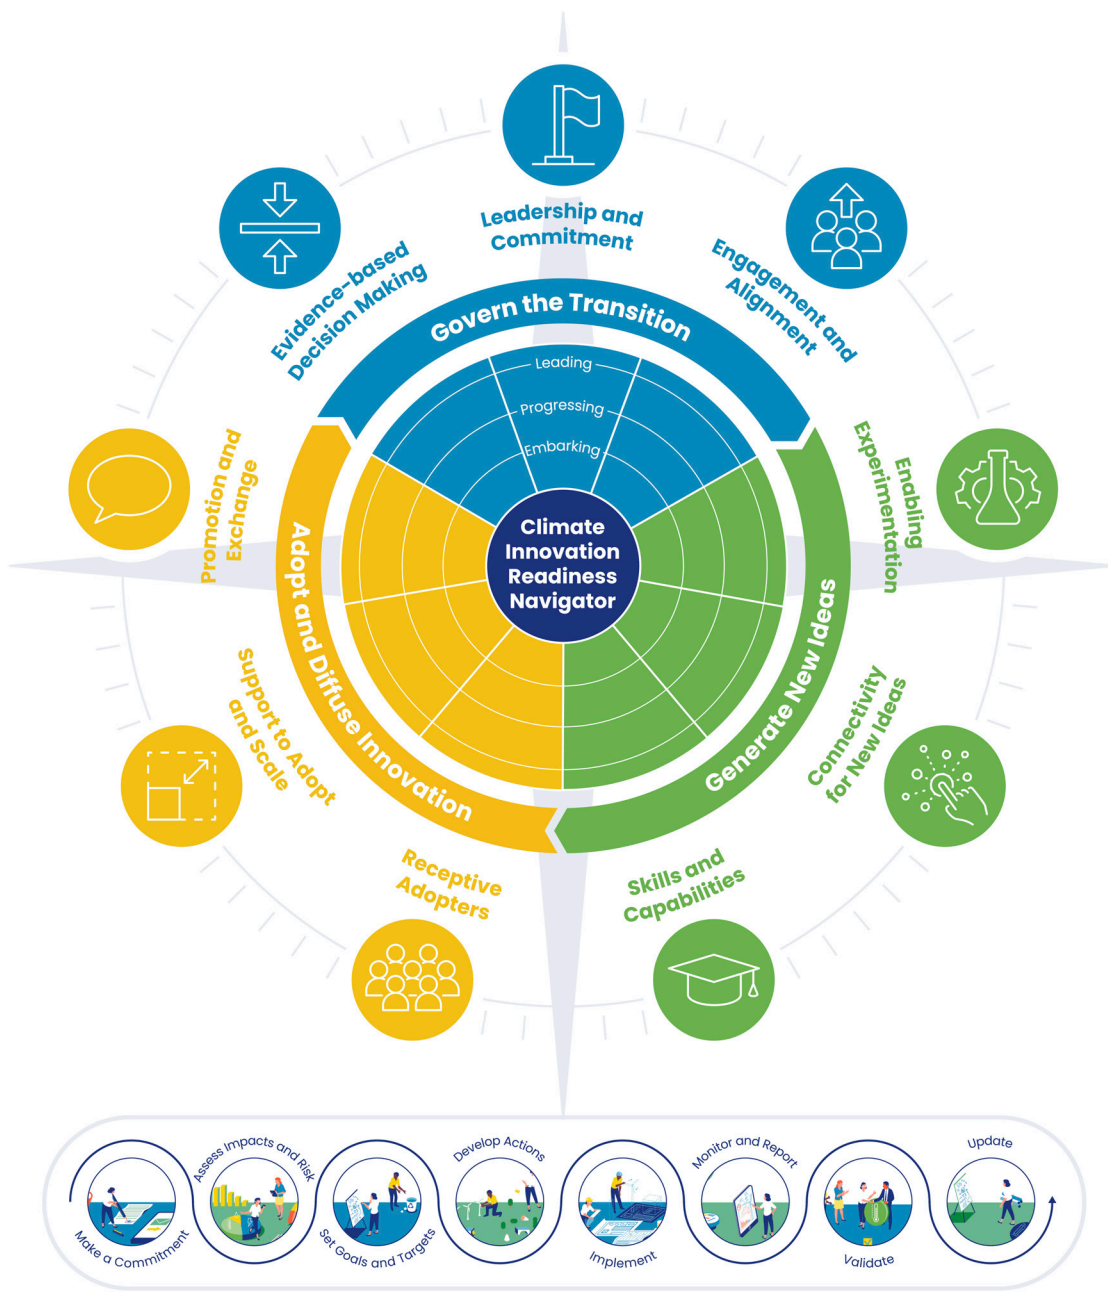 Leadership and
Commitment
Engagement and
Alignment
Evidence-based
Decision Making
Govern the Transition
Leading
Progressing
Embarking
Climate
Innovation
Readiness
Navigator
Enabling
Experimentation
Promotion and
Exchange
Generate New Ideas
Adopt and Diffuse Innovation
Connectivity
for New Ideas
Support to Adopt
and Scale
Skills and
Capabilities
Receptive
Adopters
Make a Commitment
Assess Impacts and Risk
Set Goals and Targets
Develop Actions
Implement
Monitor and Report
Validate
Update